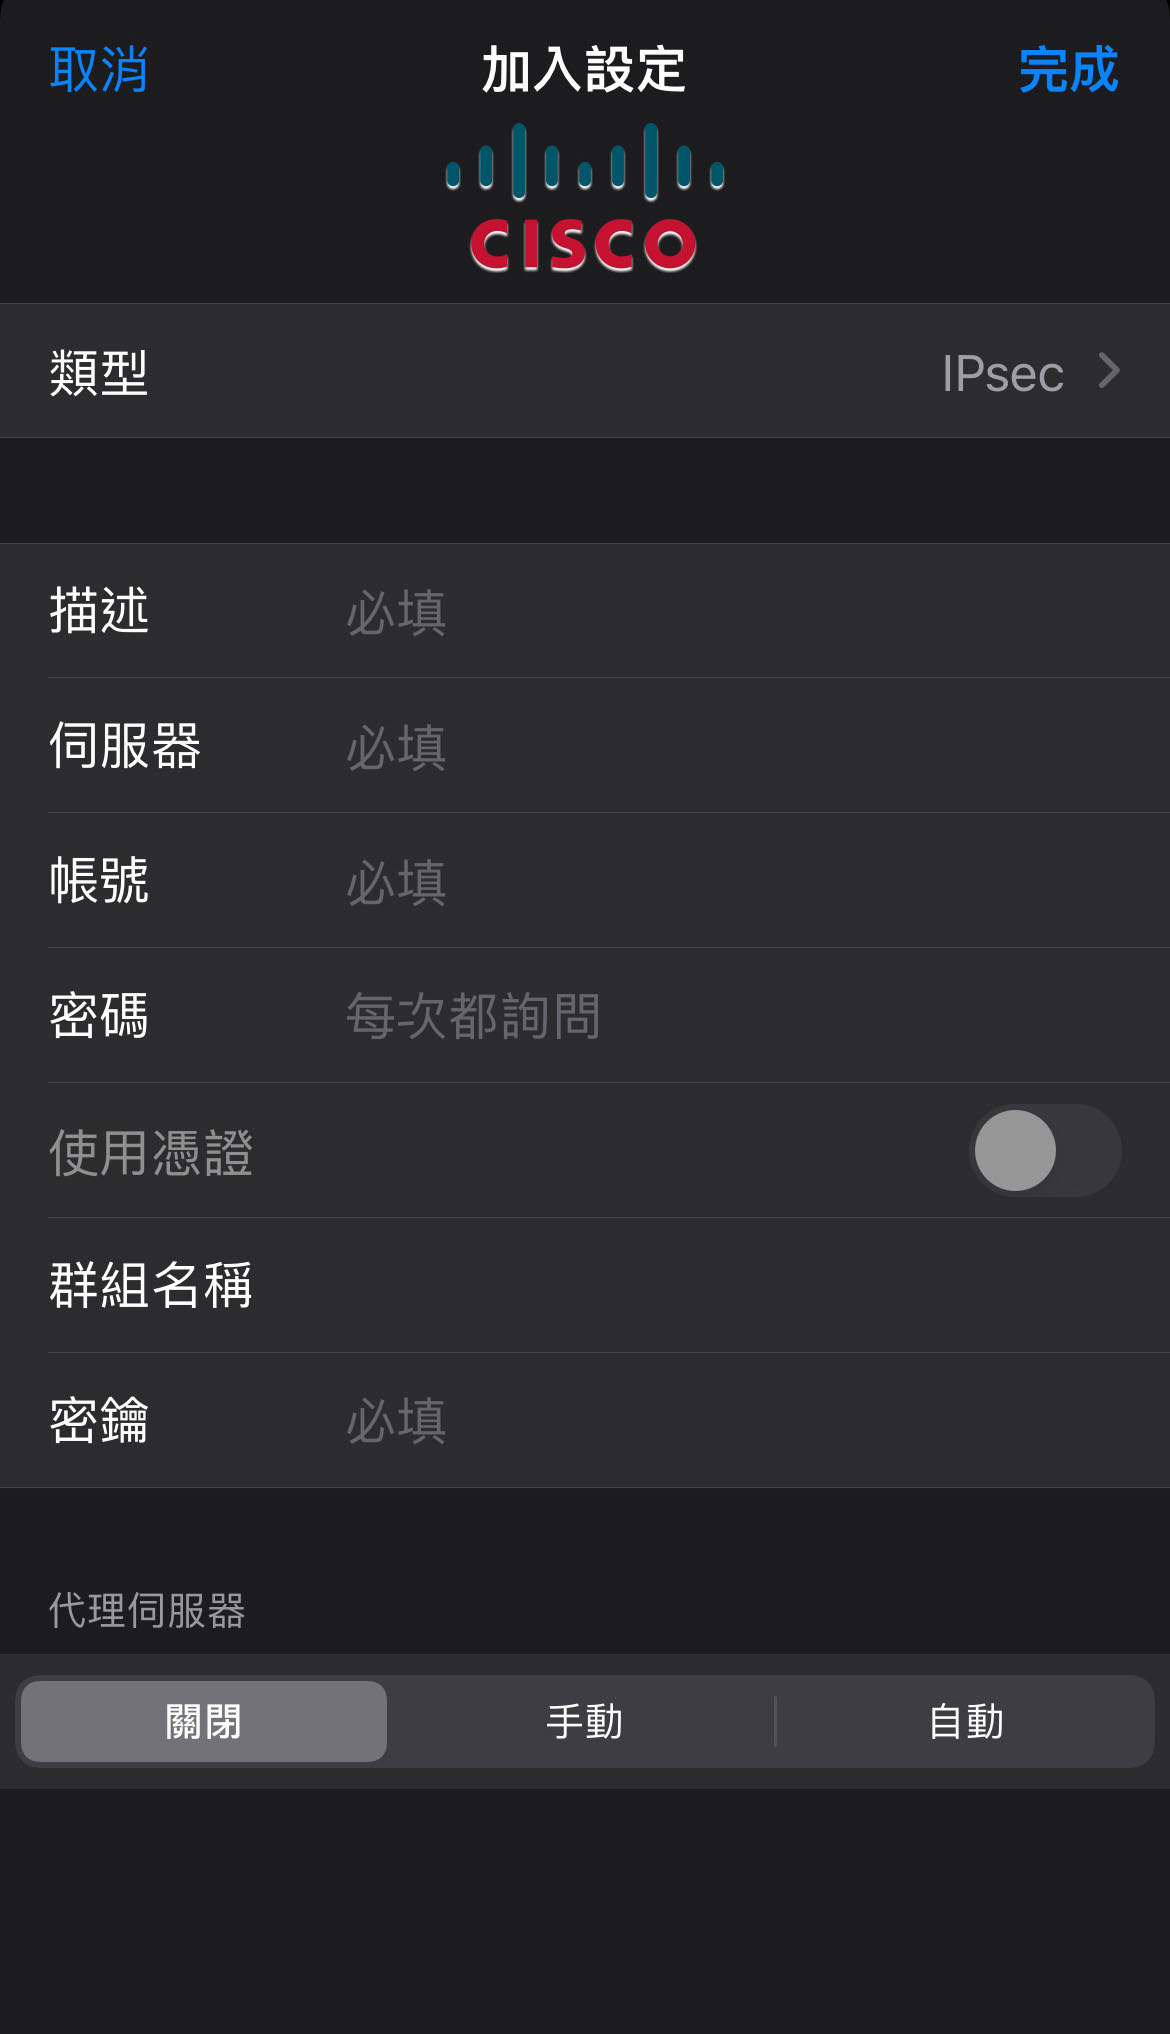 取消 加入設定 完成
CISCO
類型 IPsec
描述 必填
伺服器 必填
帳號 必填
密碼 每次都詢問
使用憑證
群組名稱
密鑰 必填
代理伺服器
關閉 手動 自動